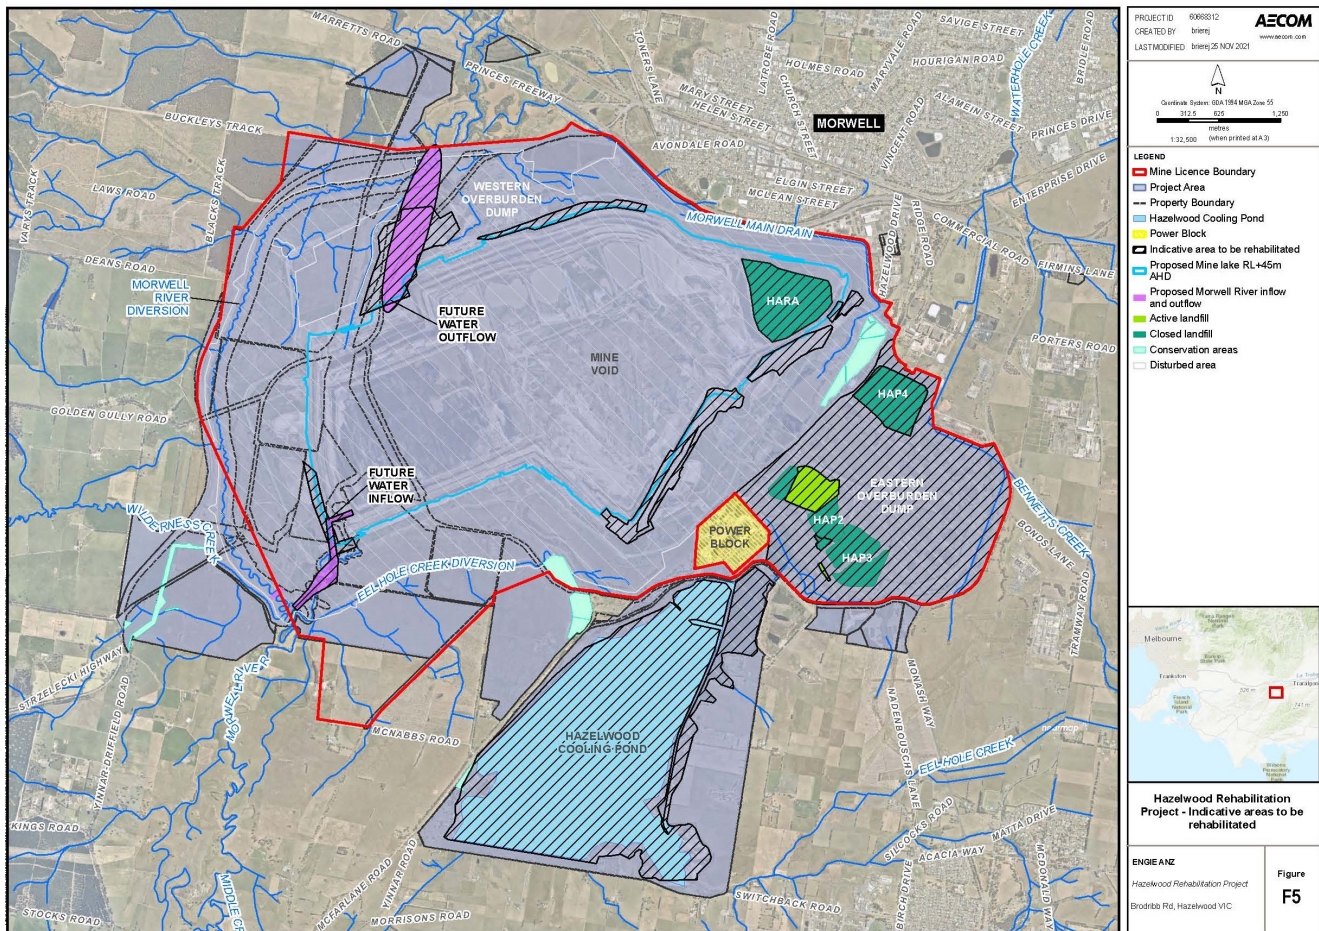 MARRETTS ROAD
PRINCES FREEWAY
TONERS LANE
LATROBE ROAD
SAVIGE STREET
MARYVALE ROAD
HOURIGAN ROAD
HOLMES ROAD
WATERHOLE CREEK
BRIDLE ROAD
MARY STREET
HELEN STREET
CHURCH STREET
VINCENT ROAD
ALAMEIN STREET
PRINCES DRIVE
BUCKLEYS TRACK
MORWELL
AVONDALE ROAD
ELGIN STREET
MCLEAN STREET
ENTERPRISE DRIVE
VARYS TRACK
LAWS ROAD
BLACKS TRACK
WESTERN
OVERBURDEN
DUMP
MORWELL MAIN DRAIN
HAZELWOOD DRIVE
RIDGE ROAD
COMMERCIAL ROAD
FIRMINS LANE
DEANS ROAD
MORWELL
RIVER
DIVERSION
FUTURE
WATER
OUTFLOW
HARA
MINE
VOID
PORTERS ROAD
HAP4
GOLDEN GULLY ROAD
FUTURE
WATER
INFLOW
EASTERN
OVERBURDEN
DUMP
HAP2
HAP3
POWER
BLOCK
BENNETTS CREEK
BONDS LANE
TRAMWAY ROAD
WILDERNESS CREEK
EEL HOLE CREEK DIVERSION
STRZELECKI HIGHWAY
YINNAR-DRIFFIELD ROAD
MORWELL RIVER
MCNABBS ROAD
HAZELWOOD
COOLING POND
MONASH WAY
NADENBOUSCHS LANE
EEL HOLE CREEK
nearmap
KINGS ROAD
STOCKS ROAD
MIDDLE CR
MCFARLANE ROAD
YINNAR ROAD
MORRISONS ROAD
SWITCHBACK ROAD
BIRCH DRIVE
SILCOCKS ROAD
ACACIA WAY
MATTA DRIVE
MCDONALD WAY
PROJECT ID 60668312
CREATED BY brierej
LAST MODIFIED brierej 25 NOV 2021
AECOM
www.aecom.com
N
Coordinate System: GDA 1994 MGA Zone 55
0 312.5 625 1,250
metres
1:32,500 (when printed at A3)
LEGEND
Mine Licence Boundary
Project Area
Property Boundary
Hazelwood Cooling Pond
Power Block
Indicative area to be rehabilitated
Proposed Mine lake RL+45m
AHD
Proposed Morwell River inflow
and outflow
Active landfill
Closed landfill
Conservation areas
Disturbed area
Melbourne
Frankston
Traralgon
Hazelwood Rehabilitation
Project - Indicative areas to be
rehabilitated
ENGIE ANZ
Hazelwood Rehabilitation Project
Brodribb Rd, Hazelwood VIC
Figure
F5